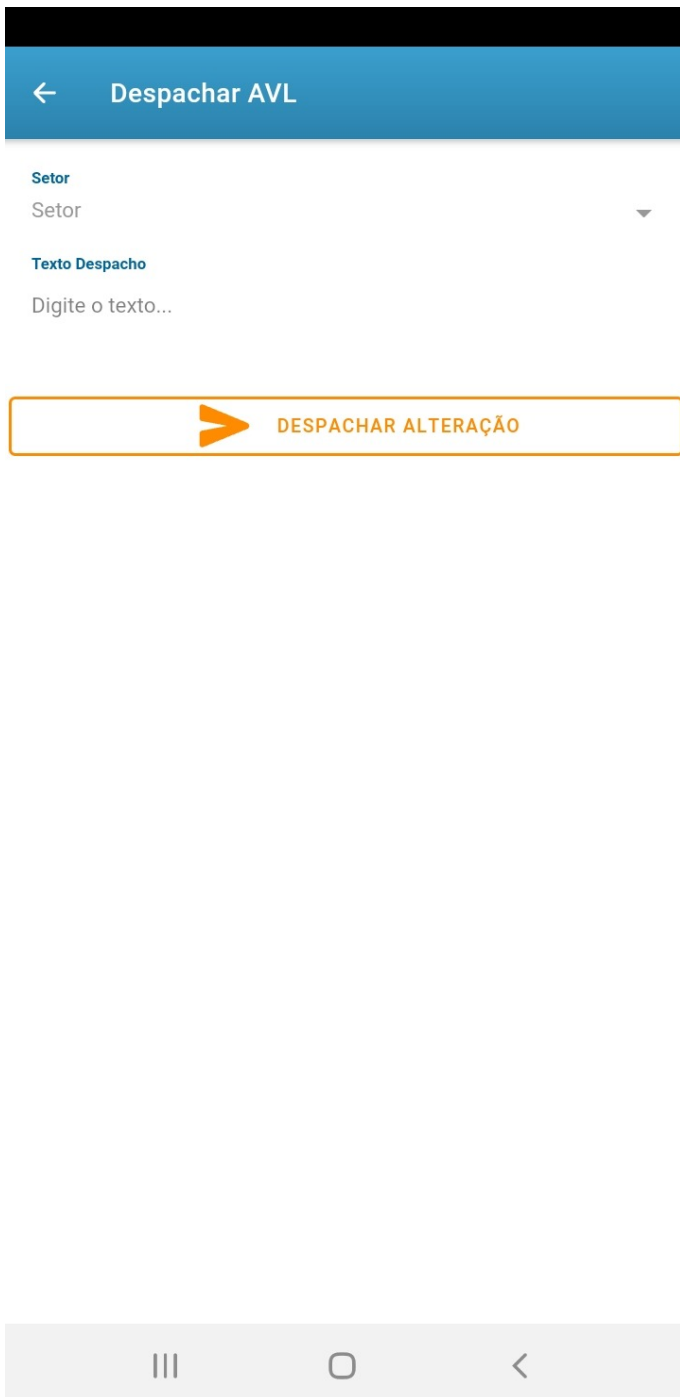 Despachar AVL
Setor
Setor
Texto Despacho
Digite o texto...
DESPACHAR ALTERAÇÃO